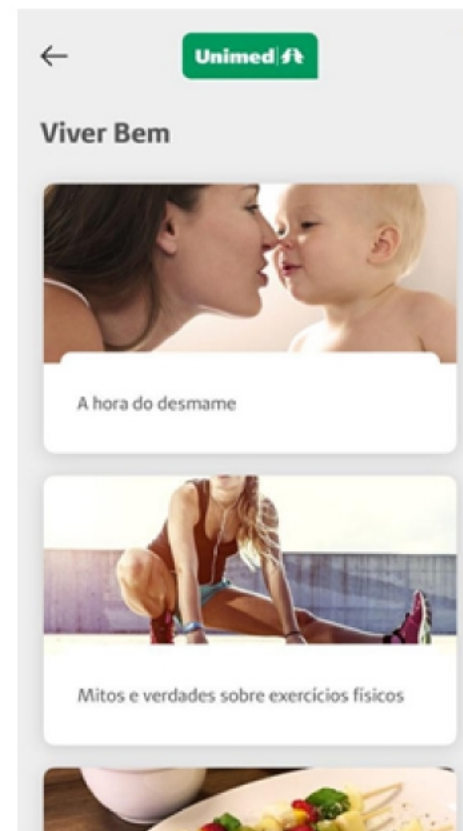 Unimed
Viver Bem
A hora do desmame
Mitos e verdades sobre exercícios físicos